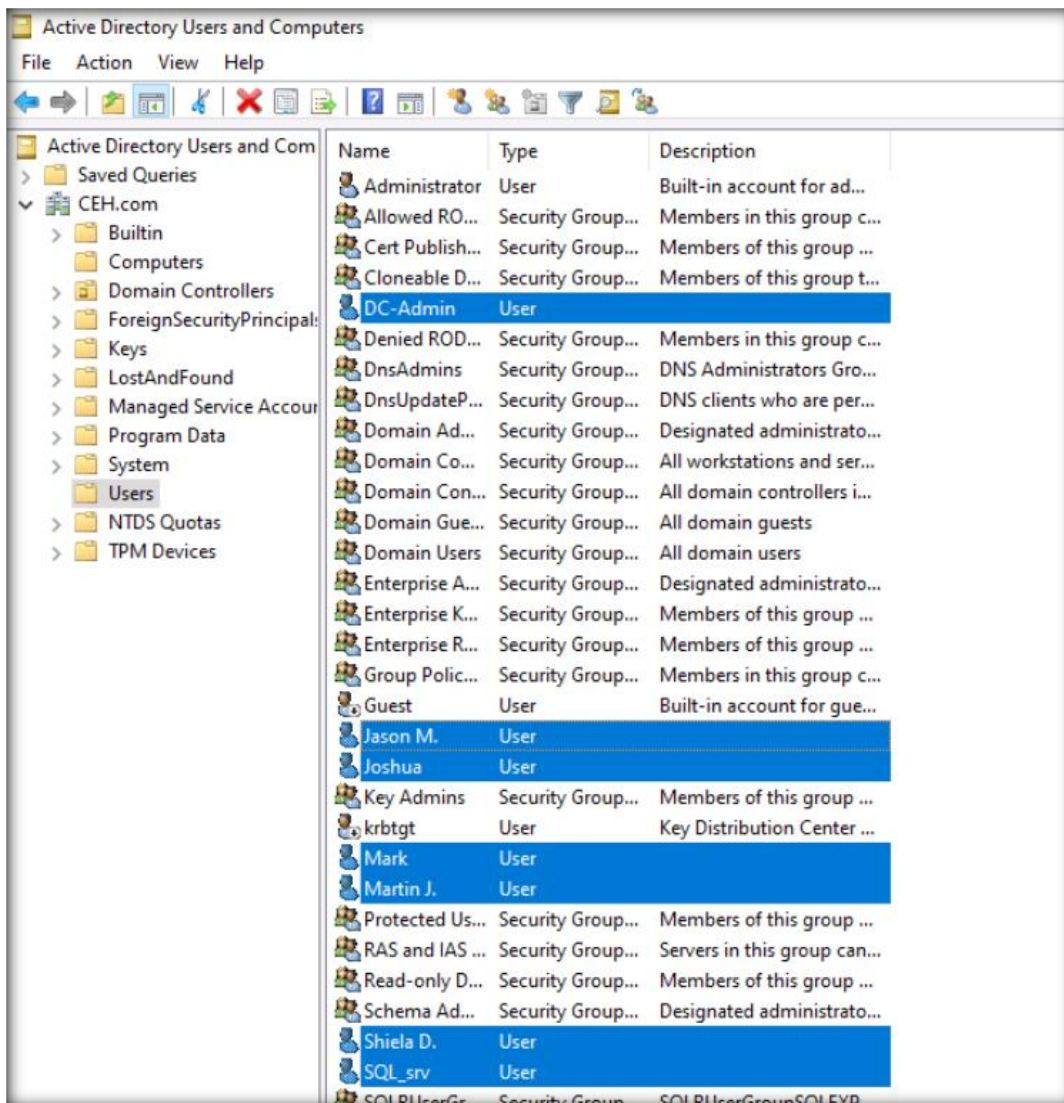 Active Directory Users and Computers
File Action View Help
Active Directory Users and Com
Saved Queries
CEH.com
Builtin
Computers
Domain Controllers
ForeignSecurityPrincipals
Keys
LostAndFound
Managed Service Accour
Program Data
System
Users
NTDS Quotas
TPM Devices
Name Type Description
Administrator User Built-in account for ad...
Allowed RO... Security Group... Members in this group c...
Cert Publish... Security Group... Members of this group ...
Cloneable D... Security Group... Members of this group t...
DC-Admin User
Denied ROD... Security Group... Members in this group c...
DnsAdmins Security Group... DNS Administrators Gro...
DnsUpdateP... Security Group... DNS clients who are per...
Domain Ad... Security Group... Designated administrato...
Domain Co... Security Group... All workstations and ser...
Domain Con... Security Group... All domain controllers i...
Domain Gue... Security Group... All domain guests
Domain Users Security Group... All domain users
Enterprise A... Security Group... Designated administrato...
Enterprise K... Security Group... Members of this group ...
Enterprise R... Security Group... Members of this group ...
Group Polic... Security Group... Members in this group c...
Guest User Built-in account for gue...
Jason M. User
Joshua User
Key Admins Security Group... Members of this group ...
krbtgt User Key Distribution Center ...
Mark User
Martin J. User
Protected Us... Security Group... Members of this group ...
RAS and IAS ... Security Group... Servers in this group can...
Read-only D... Security Group... Members of this group ...
Schema Ad... Security Group... Designated administrato...
Shiela D. User
SQL_srv User